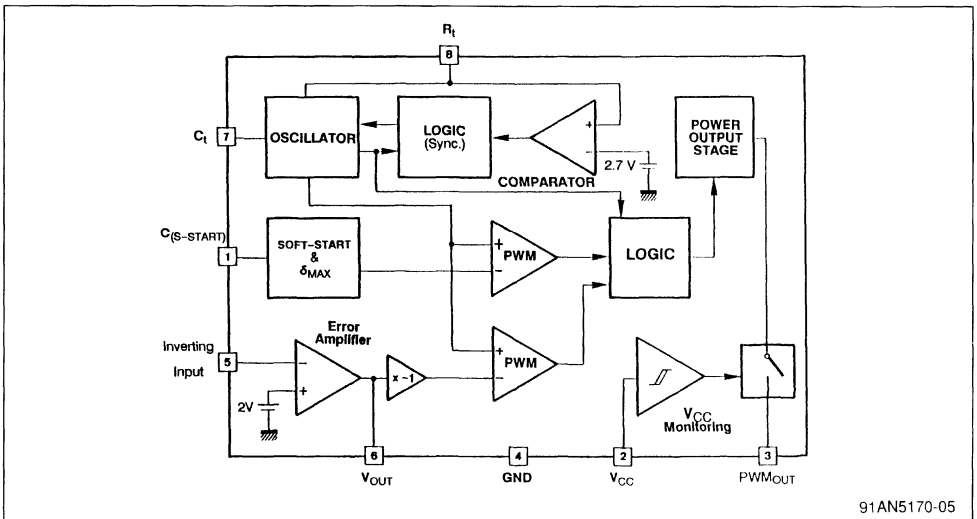 Rt
8
Ct
7
OSCILLATOR
LOGIC
(Sync.)
+
−
2.7 V
COMPARATOR
POWER
OUTPUT
STAGE
C(S-START)
1
SOFT-START
&
δMAX
+
−
PWM
LOGIC
Error
Amplifier
Inverting
Input
5
−
+
2V
x -1
+
−
PWM
VCC
Monitoring
6
4
2
3
VOUT
GND
VCC
PWMOUT
91AN5170-05